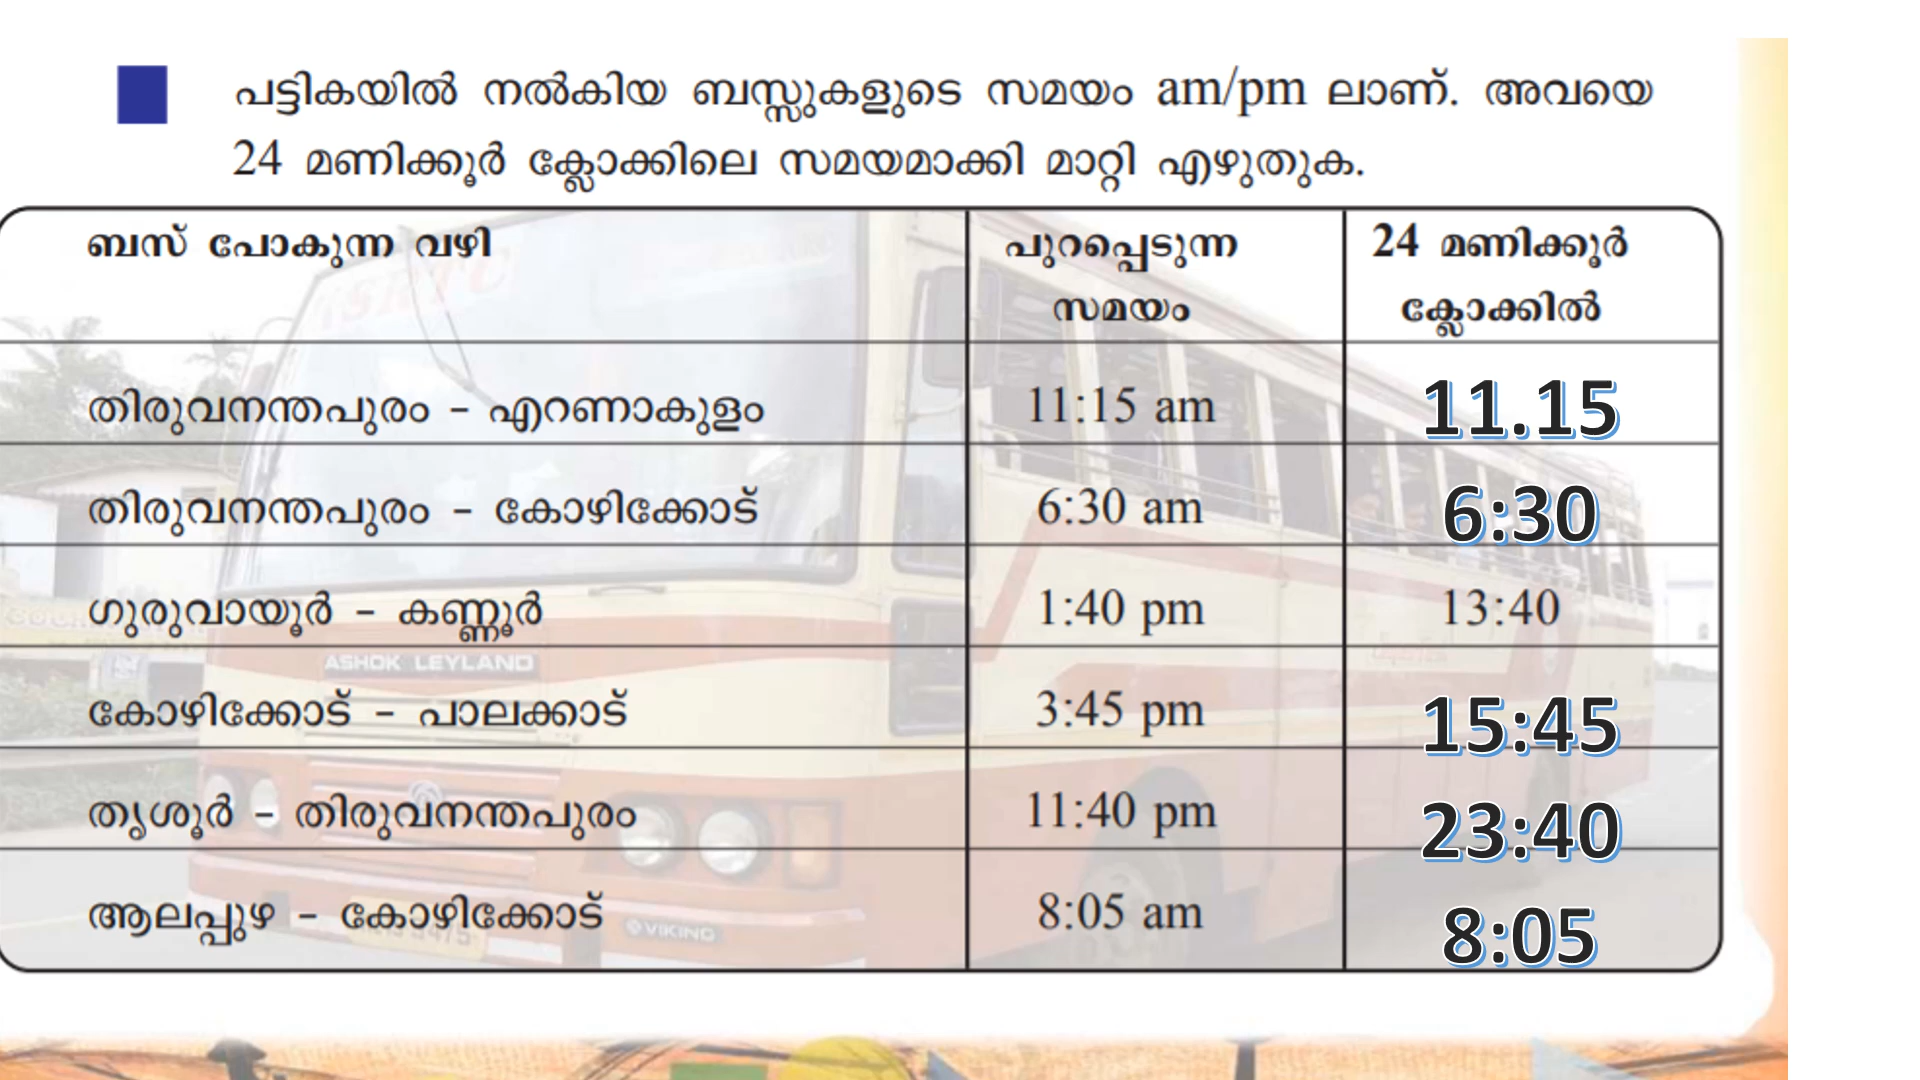 പട്ടികയിൽ നൽകിയ ബസ്സുകളുടെ സമയം am/pm ലാണ്. അവയെ
24 മണിക്കൂർ ക്ലോക്കിലെ സമയമാക്കി മാറ്റി എഴുതുക.
ബസ് പോകുന്ന വഴി പുറപ്പെടുന്ന സമയം 24 മണിക്കൂർ ക്ലോക്കിൽ
തിരുവനന്തപുരം - എറണാകുളം 11:15 am 11.15
തിരുവനന്തപുരം - കോഴിക്കോട് 6:30 am 6:30
ഗുരുവായൂർ - കണ്ണൂർ 1:40 pm 13:40
ASHOK LEYLAND
കോഴിക്കോട് - പാലക്കാട് 3:45 pm 15:45
തൃശൂർ - തിരുവനന്തപുരം 11:40 pm 23:40
ആലപ്പുഴ - കോഴിക്കോട് 8:05 am 8:05
VIKING